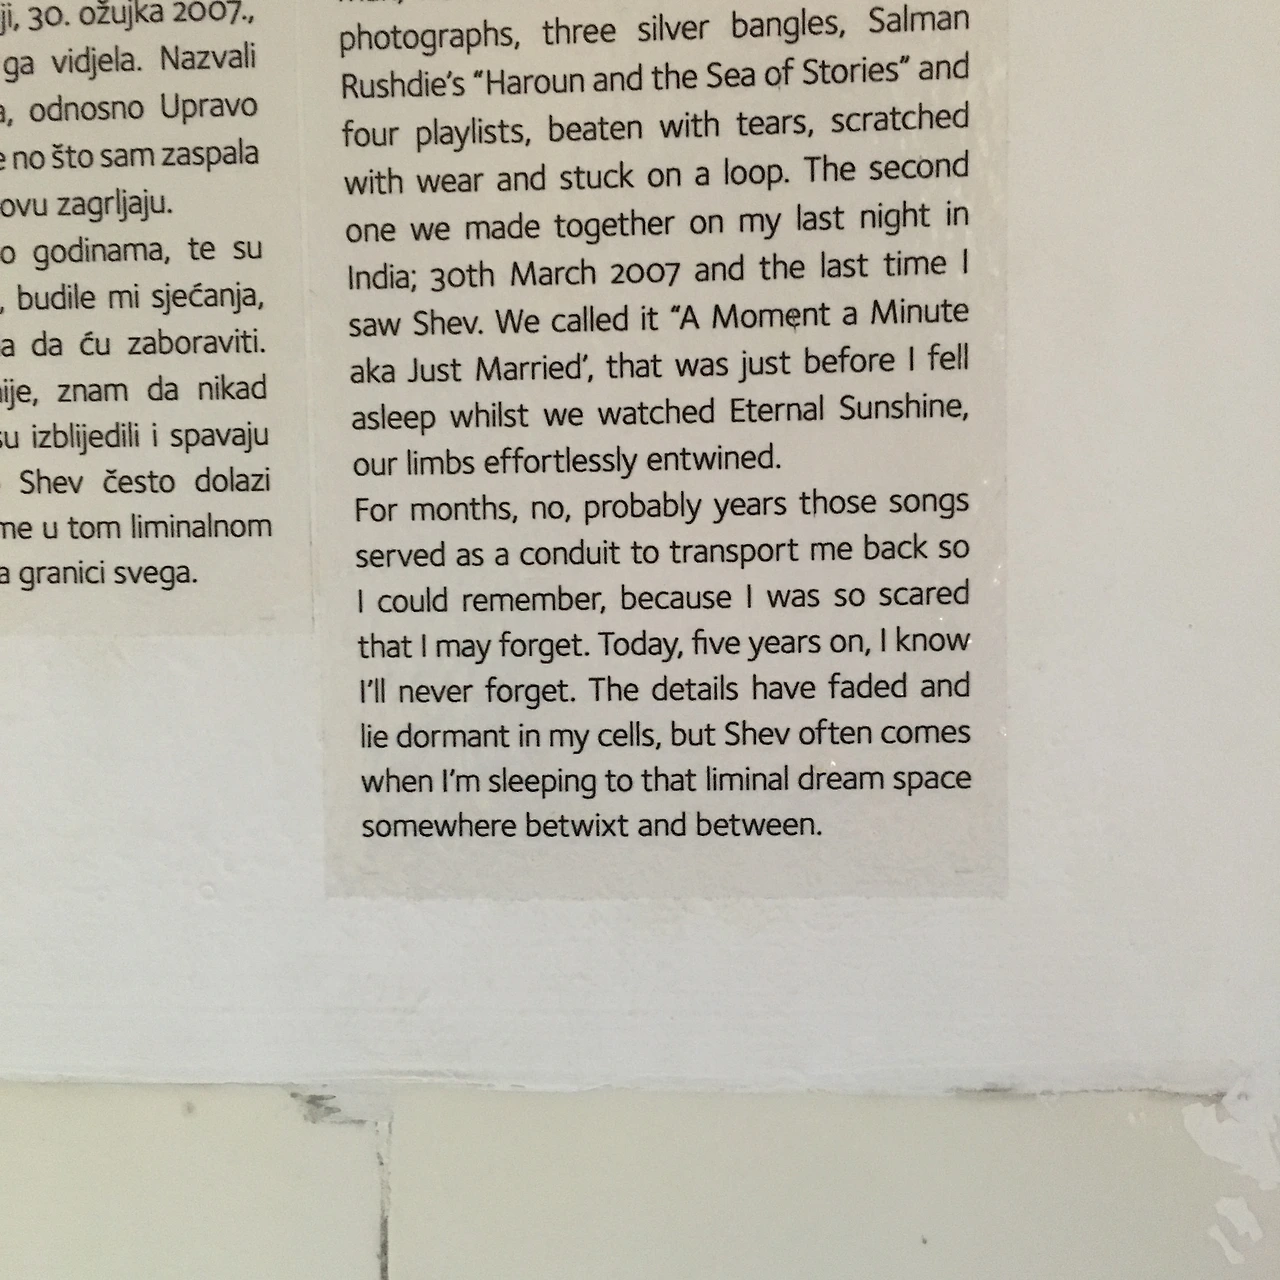 ji, 30. ožujka 2007.,
ga vidjela. Nazvali
odnosno Upravo
no što sam zaspala
zagrljaju.
godinama, te su
budile mi sjećanja,
da ću zaboraviti.
znam da nikad
su izblijedili i spavaju
Shev često dolazi
u tom liminalnom
granici svega.
photographs, three silver bangles, Salman
Rushdie's “Haroun and the Sea of Stories” and
four playlists, beaten with tears, scratched
with wear and stuck on a loop. The second
one we made together on my last night in
India; 30th March 2007 and the last time I
saw Shev. We called it “A Moment a Minute
aka Just Married’, that was just before I fell
asleep whilst we watched Eternal Sunshine,
our limbs effortlessly entwined.
For months, no, probably years those songs
served as a conduit to transport me back so
I could remember, because I was so scared
that I may forget. Today, five years on, I know
I'll never forget. The details have faded and
lie dormant in my cells, but Shev often comes
when I'm sleeping to that liminal dream space
somewhere betwixt and between.